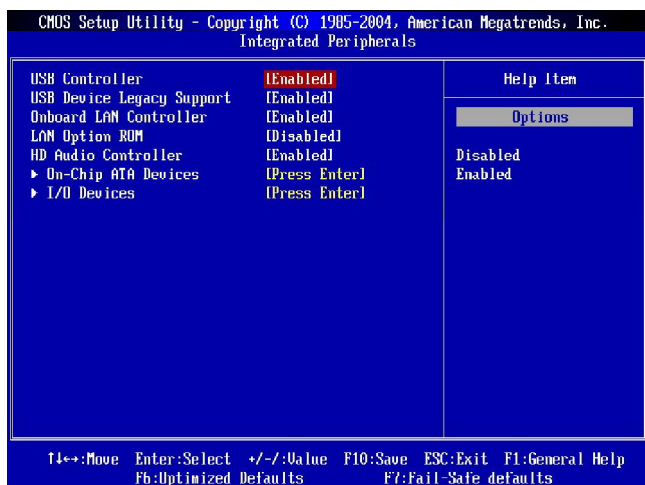 CMOS Setup Utility - Copyright (C) 1985-2004, American Megatrends, Inc.
Integrated Peripherals
USB Controller [Enabled]
USB Device Legacy Support [Enabled]
Onboard LAN Controller [Enabled]
LAN Option ROM [Disabled]
HD Audio Controller [Enabled]
▶ On-Chip ATA Devices [Press Enter]
▶ I/O Devices [Press Enter]
Help Item
Options
Disabled
Enabled
↑↓←→:Move Enter:Select +/-/:Value F10:Save ESC:Exit F1:General Help
F6:Optimized Defaults F7:Fail-Safe defaults